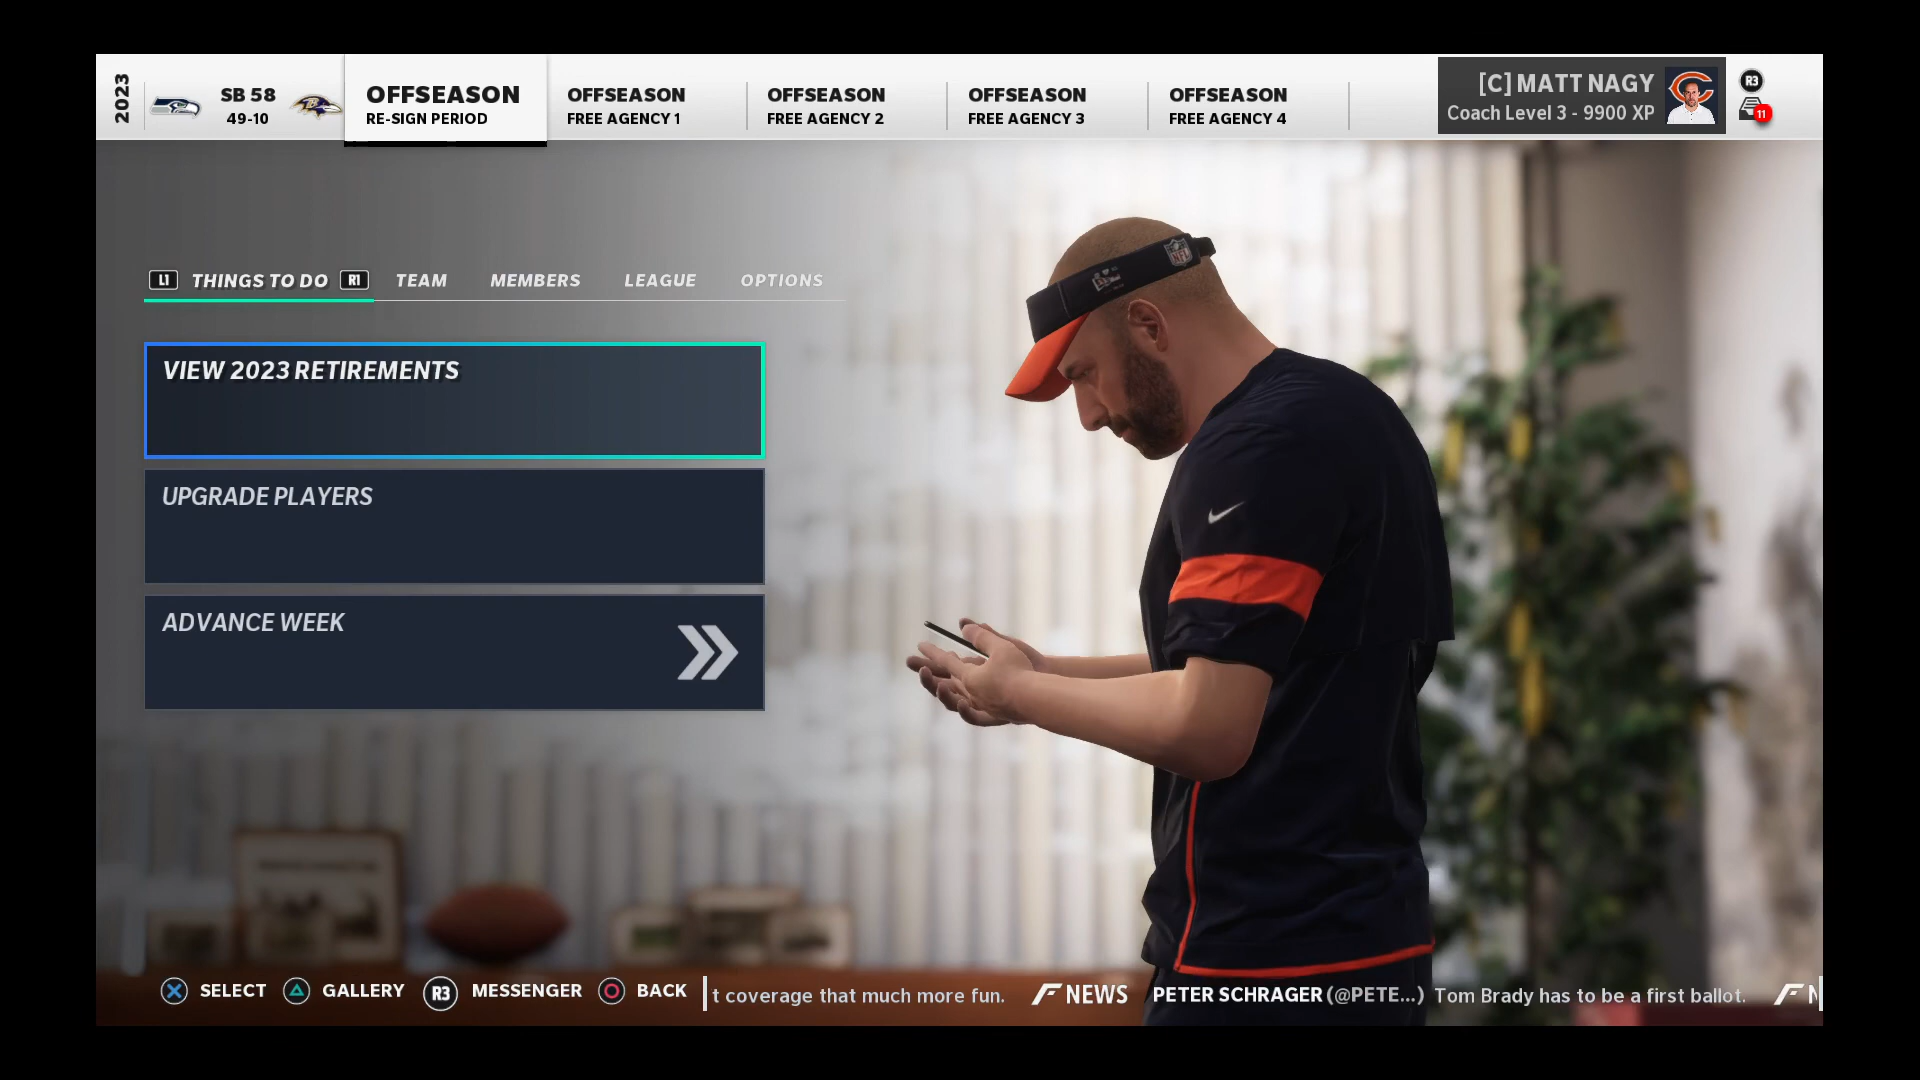 2023
SB 58
49-10
OFFSEASON
RE-SIGN PERIOD
OFFSEASON
FREE AGENCY 1
OFFSEASON
FREE AGENCY 2
OFFSEASON
FREE AGENCY 3
OFFSEASON
FREE AGENCY 4
[C] MATT NAGY
Coach Level 3 - 9900 XP
R3
11
L1 THINGS TO DO R1 TEAM MEMBERS LEAGUE OPTIONS
VIEW 2023 RETIREMENTS
UPGRADE PLAYERS
ADVANCE WEEK
NFL
SELECT GALLERY R3 MESSENGER BACK
t coverage that much more fun. F NEWS PETER SCHRAGER (@PETE...) Tom Brady has to be a first ballot. F N